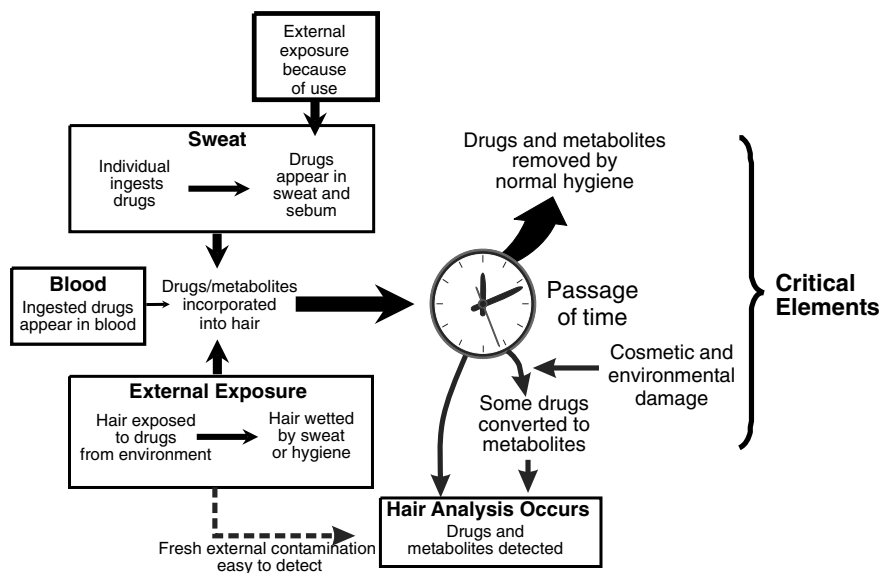 External
exposure
because
of use
Sweat
Individual
ingests
drugs
Drugs
appear in
sweat and
sebum
Blood
Ingested drugs
appear in blood
Drugs/metabolites
incorporated
into hair
External Exposure
Hair exposed
to drugs
from environment
Hair wetted
by sweat
or hygiene
Fresh external contamination
easy to detect
Drugs and metabolites
removed by
normal hygiene
Passage
of time
Cosmetic and
environmental
damage
Some drugs
converted to
metabolites
Hair Analysis Occurs
Drugs and
metabolites detected
Critical
Elements